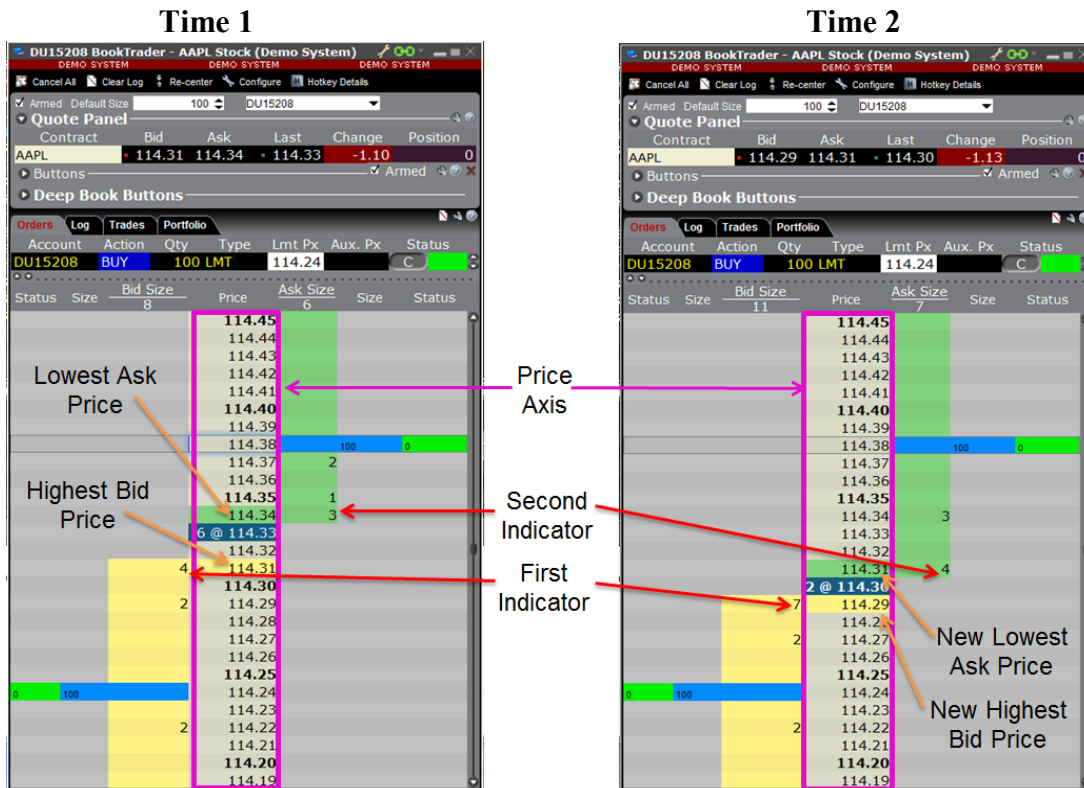 Time 1
DU15208 BookTrader - AAPL Stock (Demo System)
DEMO SYSTEM DEMO SYSTEM DEMO SYSTEM
Cancel All Clear Log Re-center Configure Hotkey Details
Armed Default Size 100 DU15208
Quote Panel
Contract Bid Ask Last Change Position
AAPL 114.31 114.34 114.33 -1.10 0
Buttons Armed
Deep Book Buttons
Orders Log Trades Portfolio
Account Action Qty Type Lmt Px Aux. Px Status
DU15208 BUY 100 LMT 114.24 C
Status Size Bid Size Price Ask Size Size Status
8 6
114.45
114.44
114.43
114.42
114.41
114.40
114.39
114.38 100 0
114.37 2
114.36
114.35 1
114.34 3
6 @ 114.33
114.32
4 114.31
114.30
2 114.29
114.28
114.27
114.26
114.25
0 100 114.24
114.23
2 114.22
114.21
114.20
114.19
Lowest Ask
Price
Highest Bid
Price
Price
Axis
Second
Indicator
First
Indicator
Time 2
DU15208 BookTrader - AAPL Stock (Demo System)
DEMO SYSTEM DEMO SYSTEM DEMO SYSTEM
Cancel All Clear Log Re-center Configure Hotkey Details
Armed Default Size 100 DU15208
Quote Panel
Contract Bid Ask Last Change Position
AAPL 114.29 114.31 114.30 -1.13 0
Buttons Armed
Deep Book Buttons
Orders Log Trades Portfolio
Account Action Qty Type Lmt Px Aux. Px Status
DU15208 BUY 100 LMT 114.24 C
Status Size Bid Size Price Ask Size Size Status
11 7
114.45
114.44
114.43
114.42
114.41
114.40
114.39
114.38 100 0
114.37
114.36
114.35
114.34 3
114.33
114.32
114.31 4
2 @ 114.30
7 114.29
2 114.27
114.26
114.25
0 100 114.24
114.23
2 114.22
114.21
114.20
114.19
New Lowest
Ask Price
New Highest
Bid Price